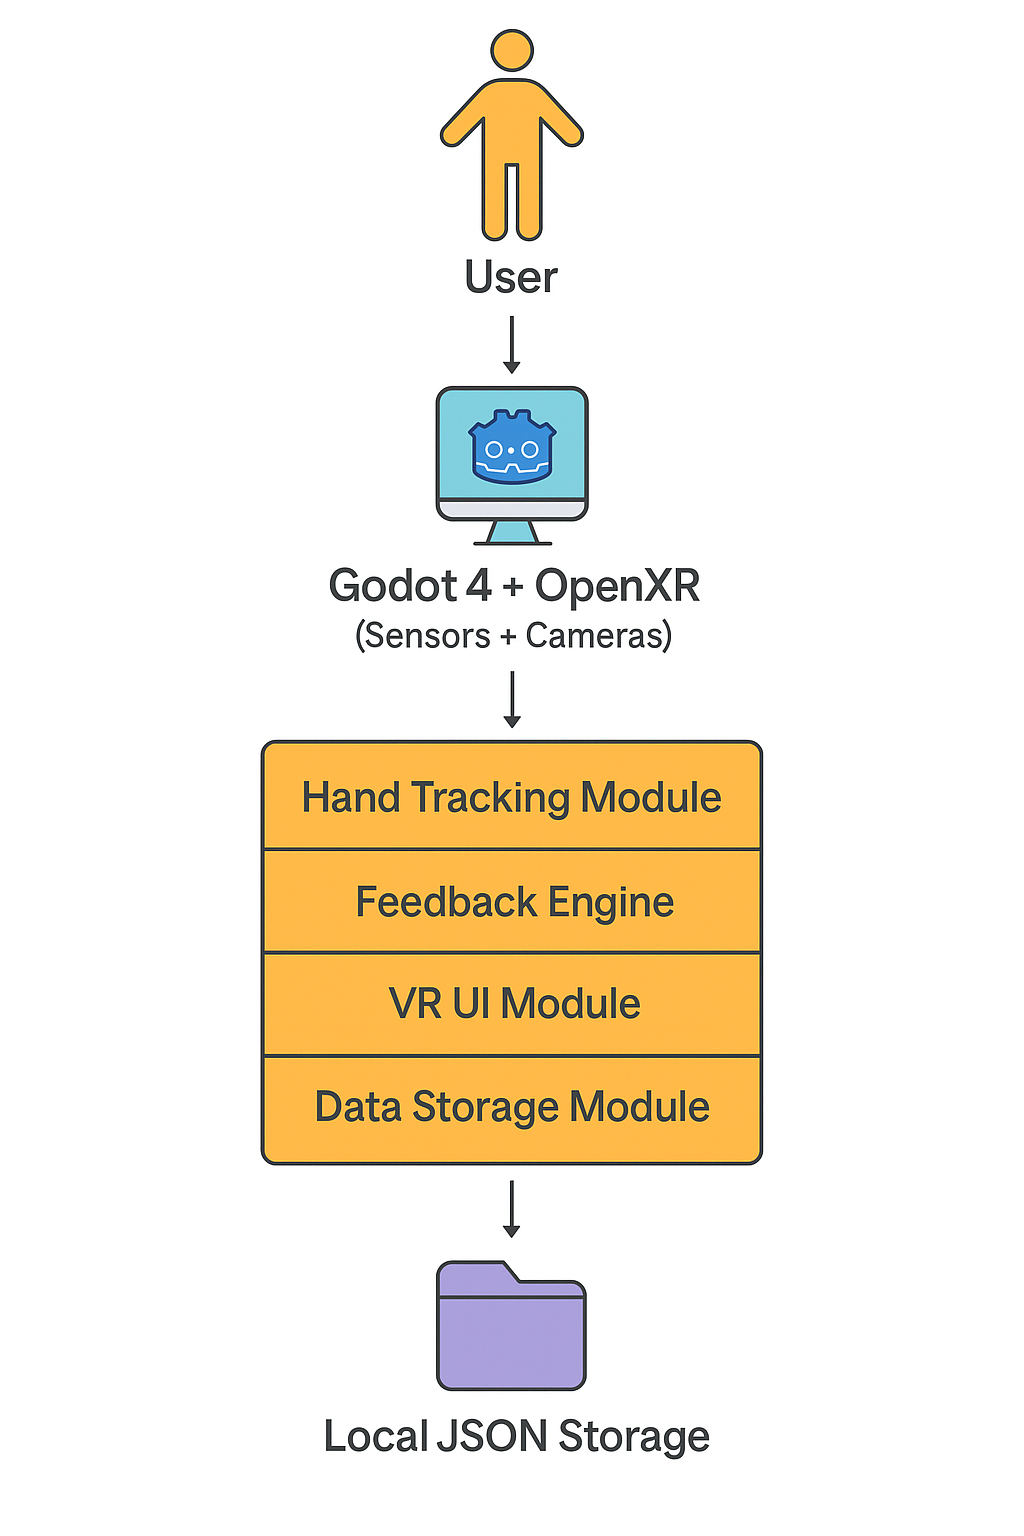 User
Godot 4 + OpenXR
(Sensors + Cameras)
Hand Tracking Module
Feedback Engine
VR UI Module
Data Storage Module
Local JSON Storage